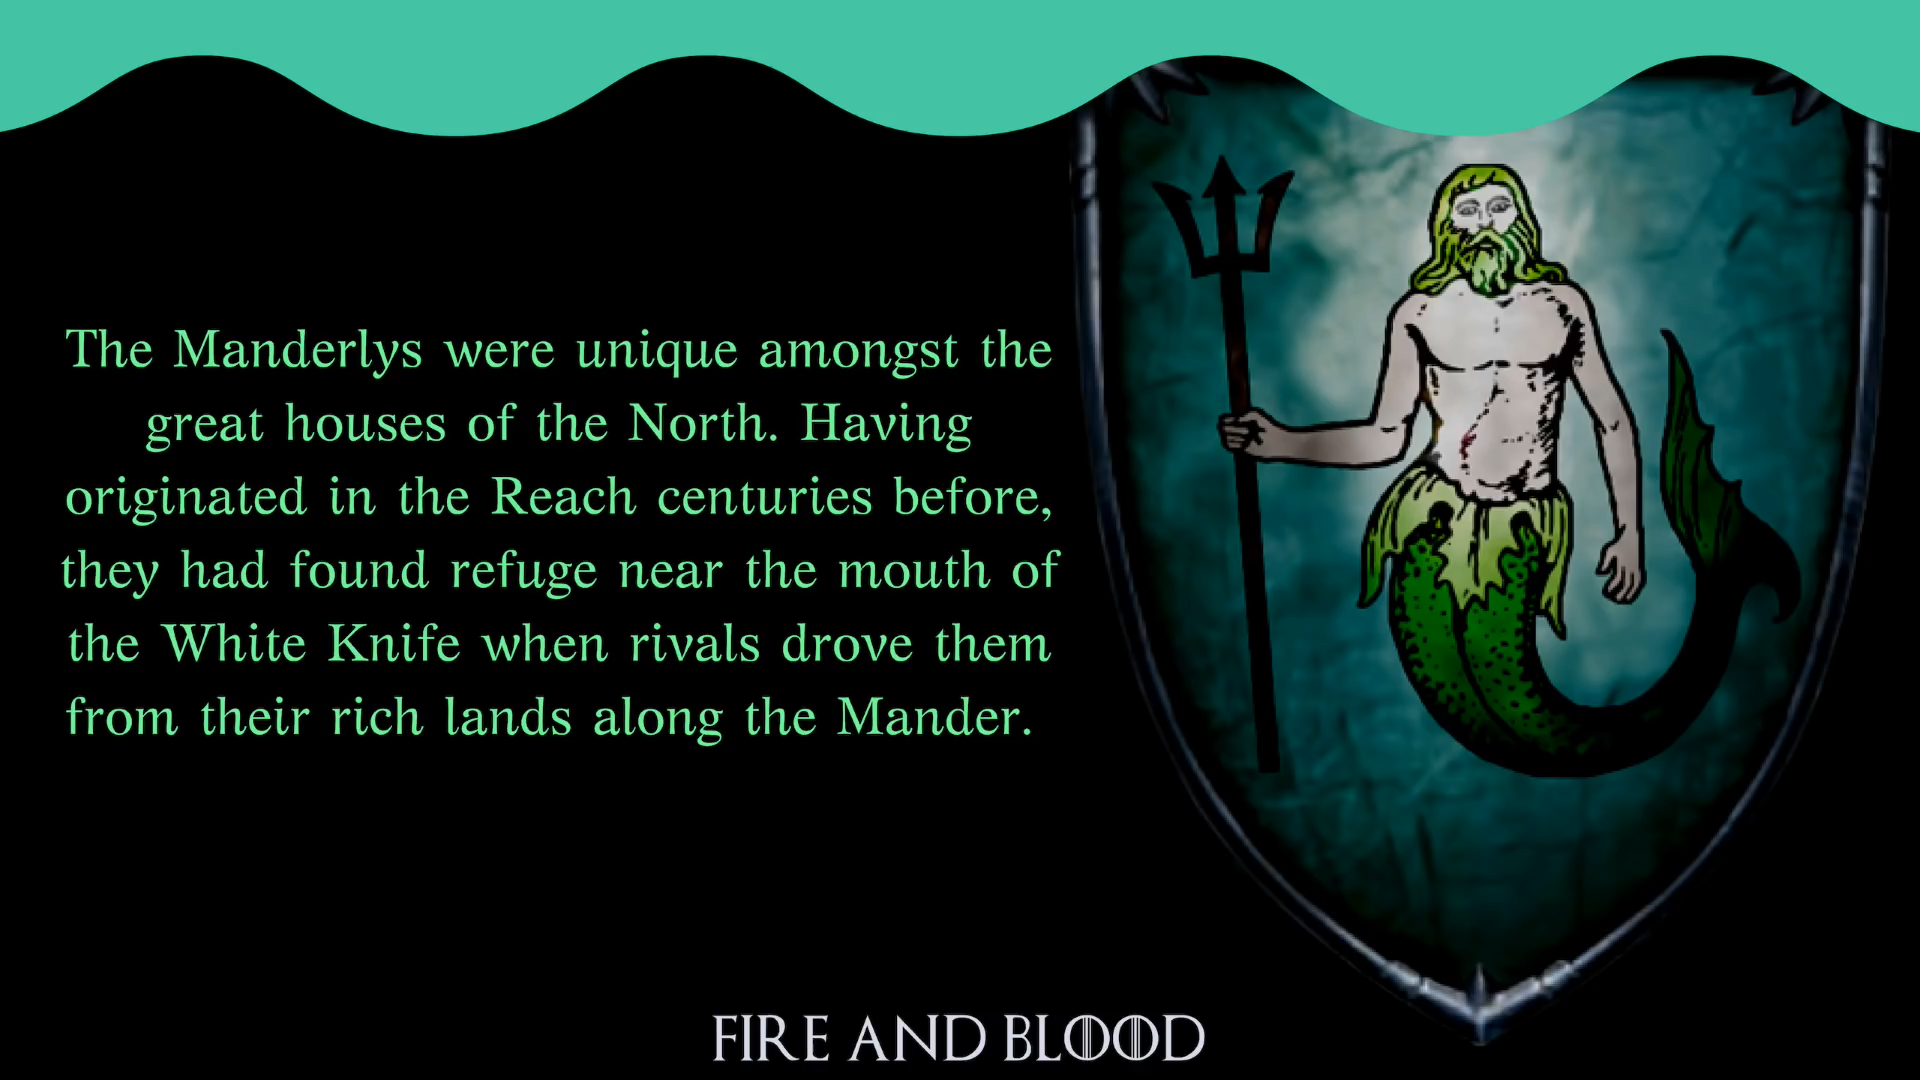 The Manderlys were unique amongst the
great houses of the North. Having
originated in the Reach centuries before,
they had found refuge near the mouth of
the White Knife when rivals drove them
from their rich lands along the Mander.
FIRE AND BLOOD